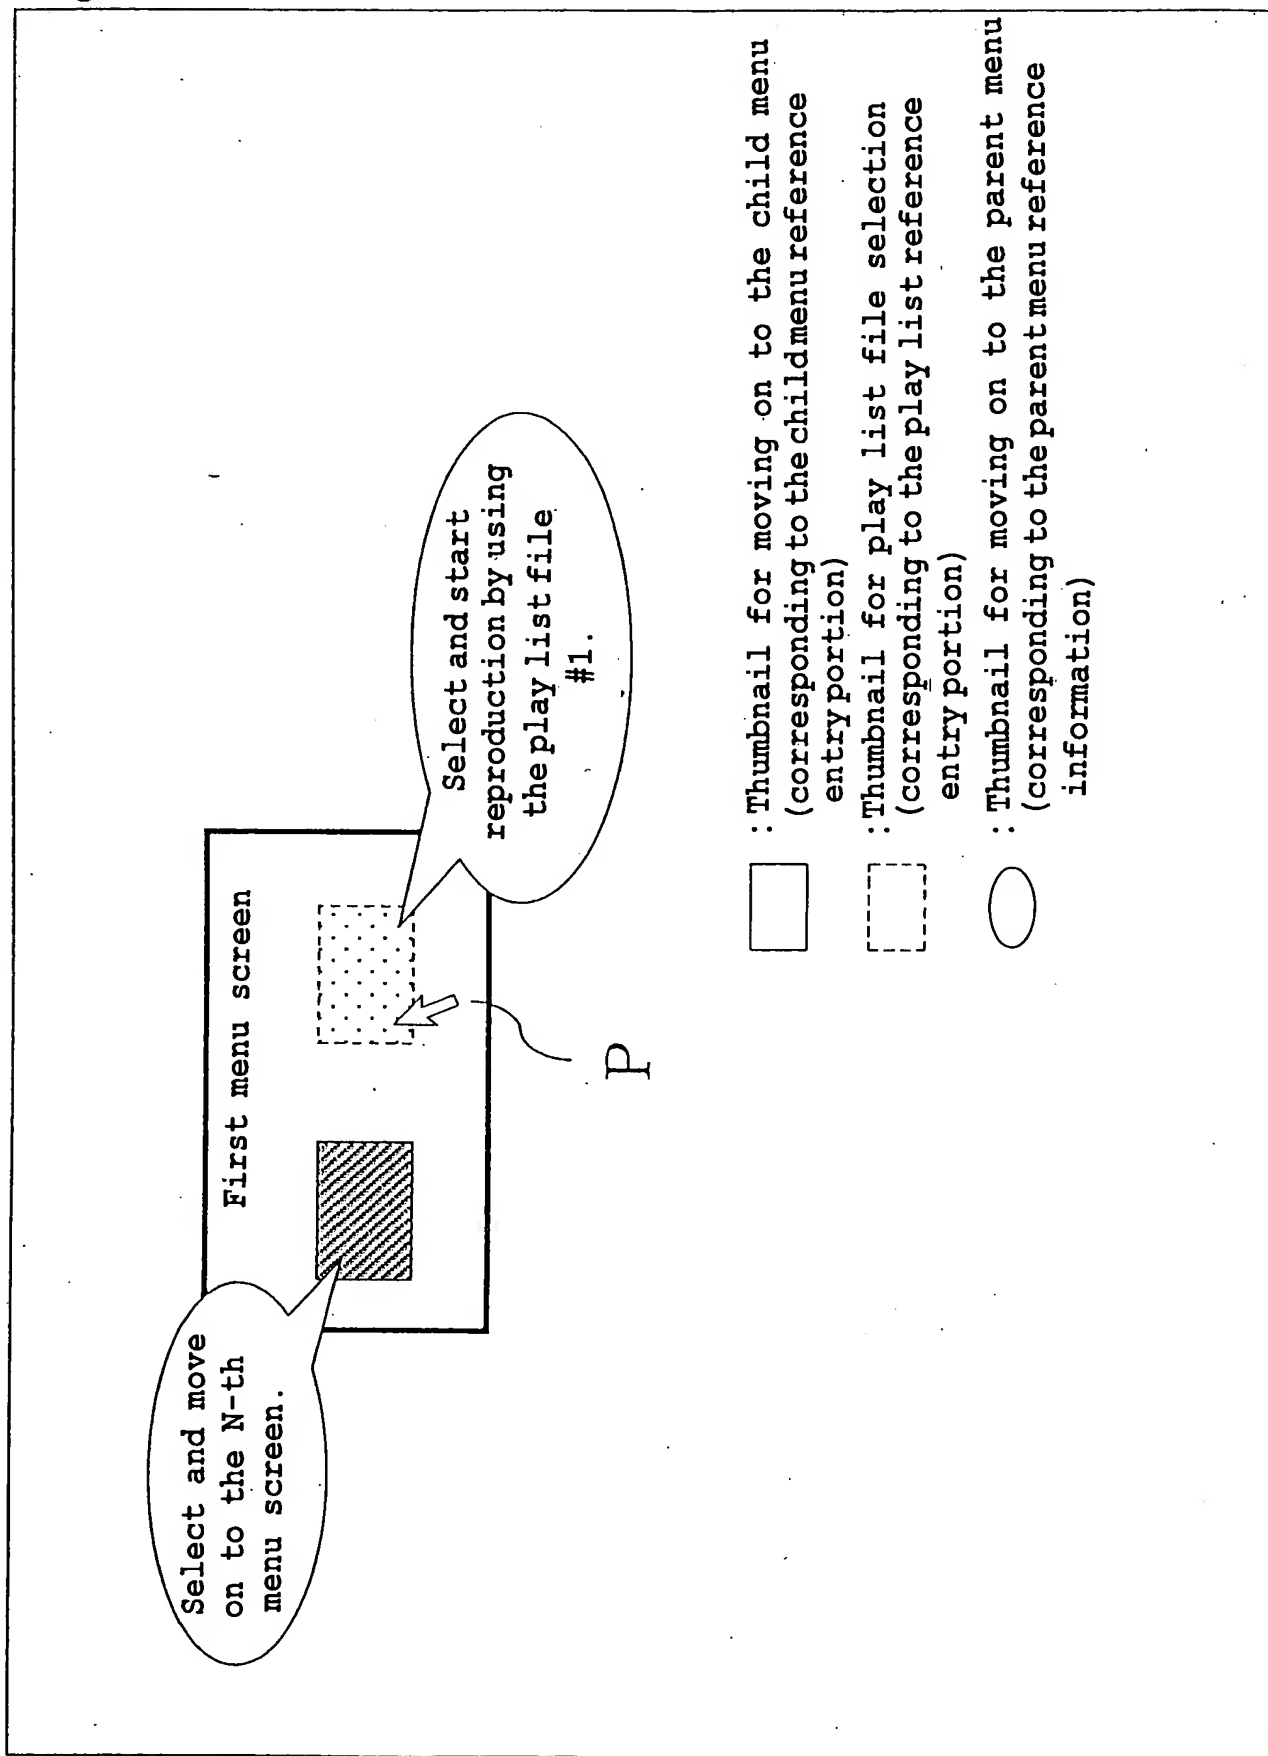 Select and move
on to the N-th
menu screen.
First menu screen
Select and start
reproduction by using
the play list file
#1.
P
: Thumbnail for moving on to the child menu
(corresponding to the child menu reference
entry portion)
: Thumbnail for play list file selection
(corresponding to the play list reference
entry portion)
: Thumbnail for moving on to the parent menu
(corresponding to the parent menu reference
information)